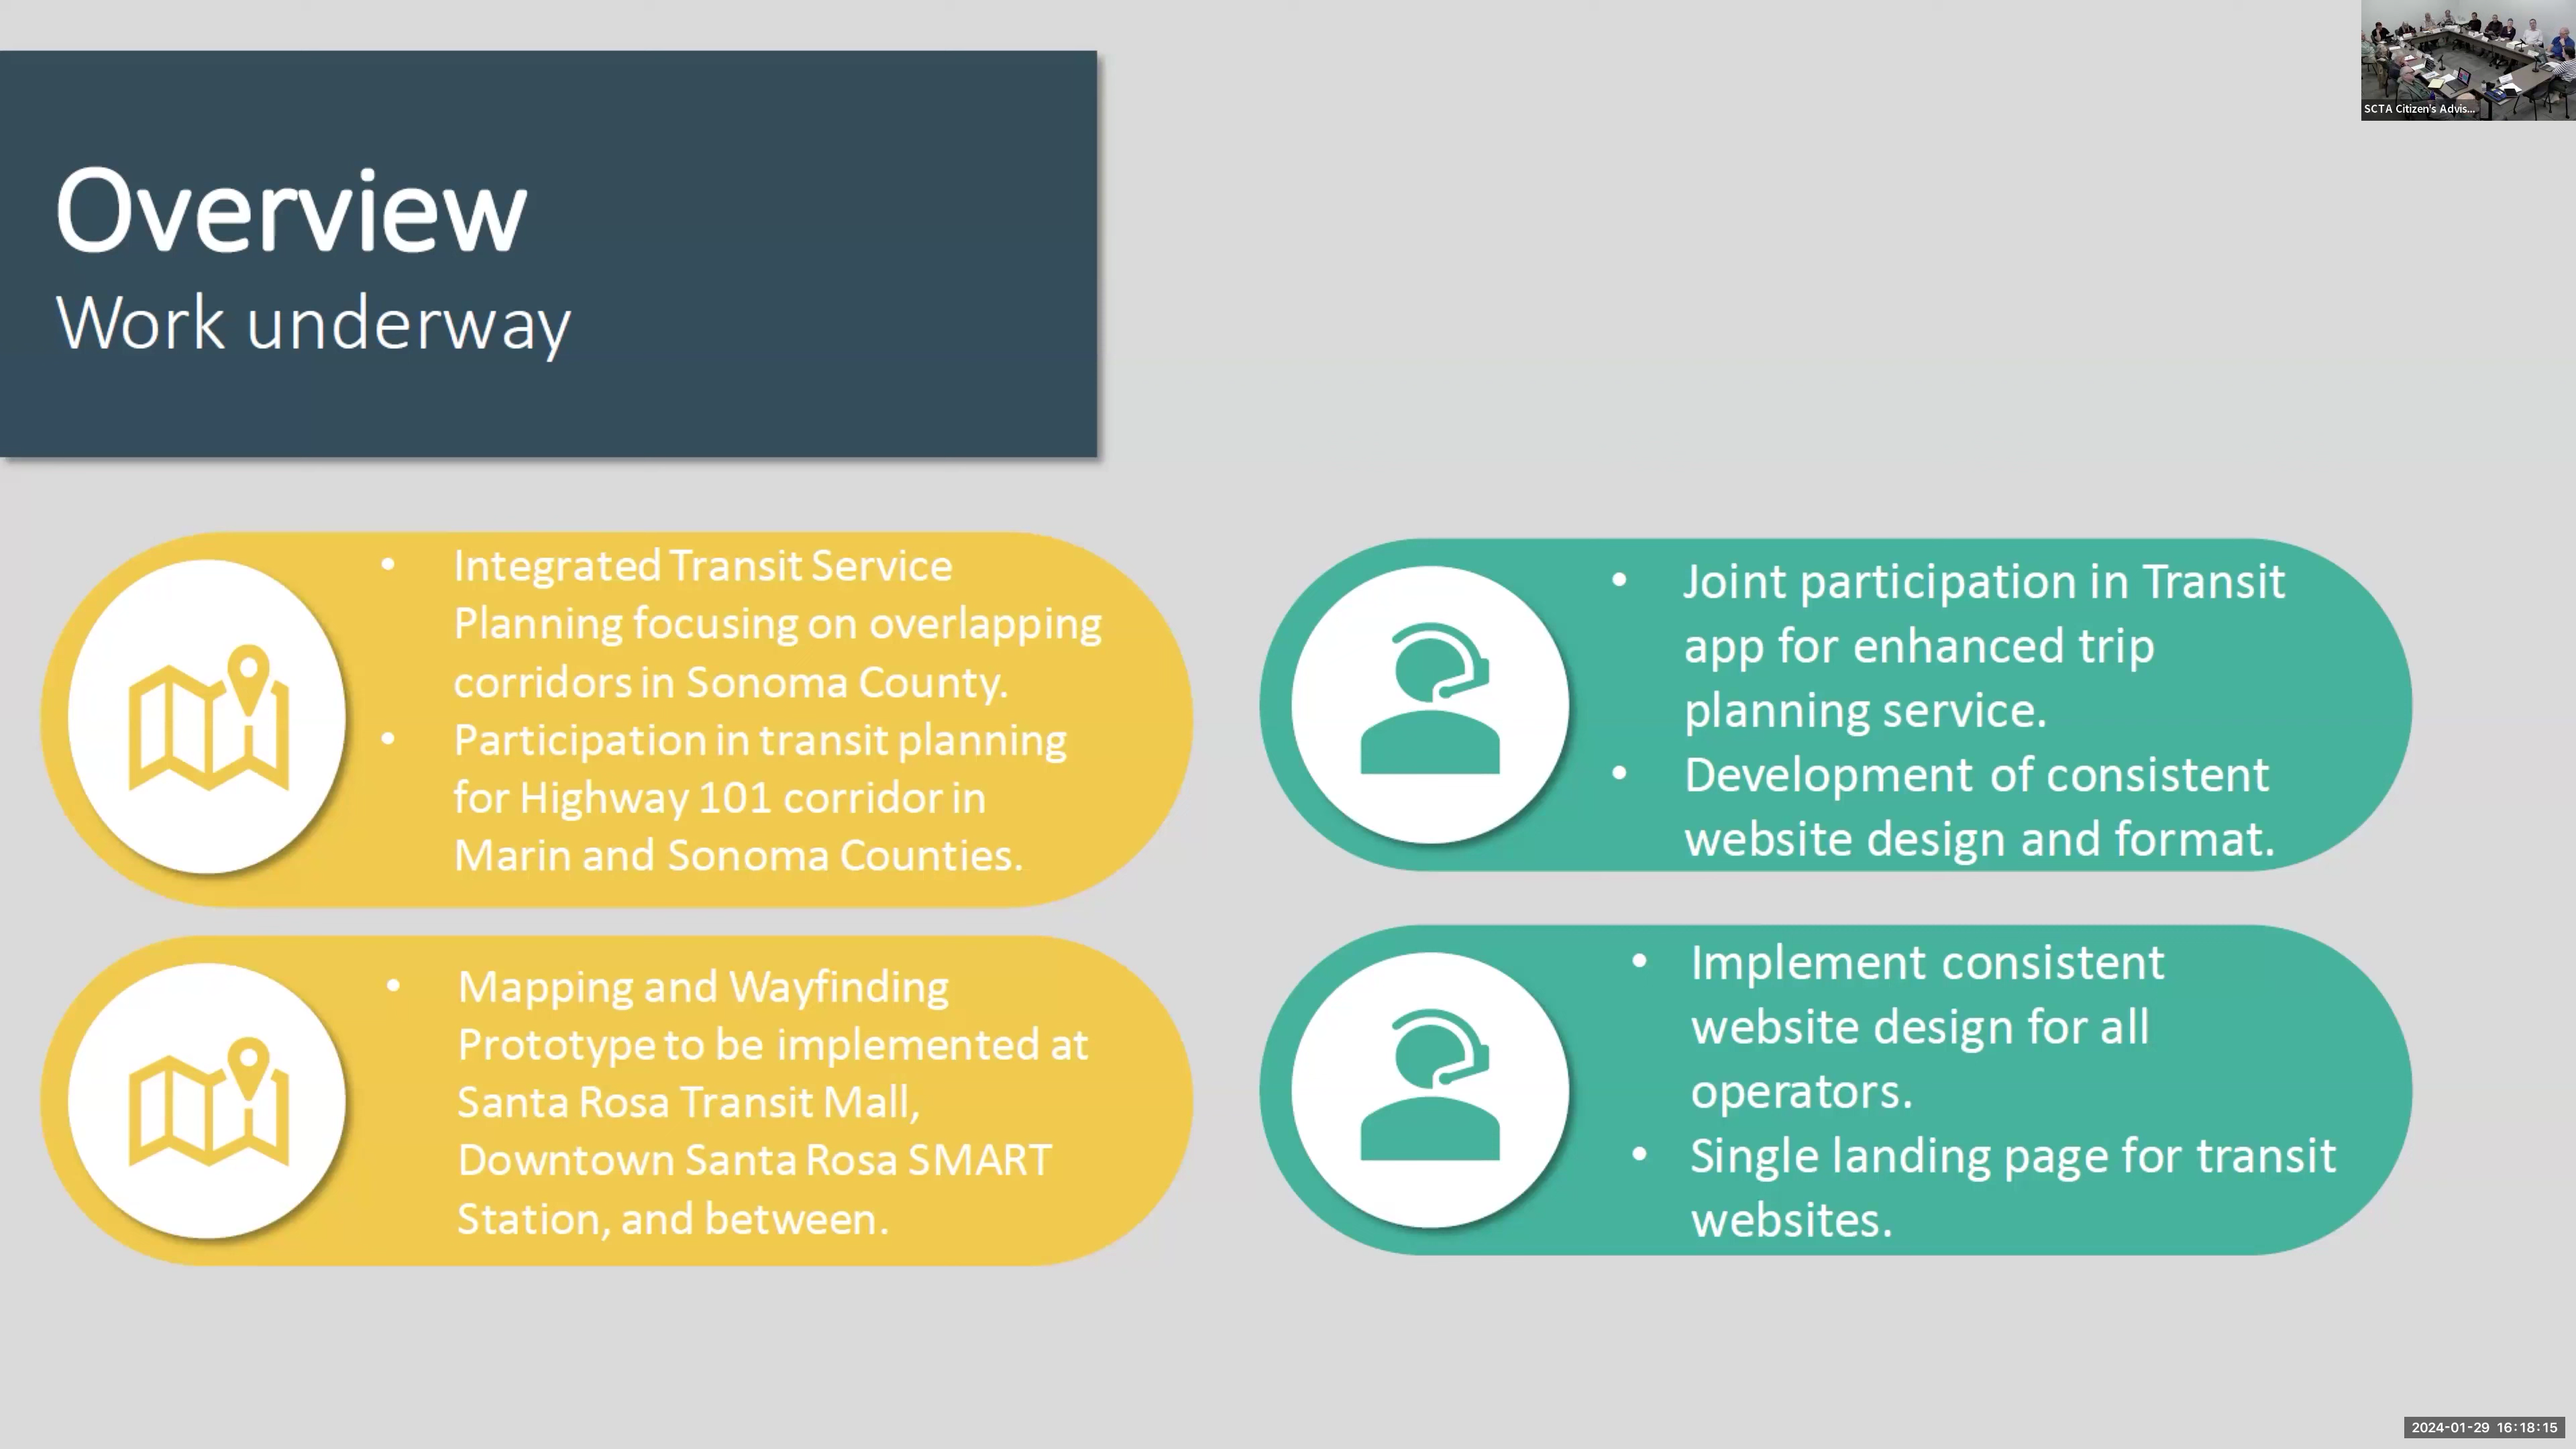 SCTA Citizen's Advis...
Overview
Work underway
• Integrated Transit Service
Planning focusing on overlapping
corridors in Sonoma County.
• Participation in transit planning
for Highway 101 corridor in
Marin and Sonoma Counties.
• Joint participation in Transit
app for enhanced trip
planning service.
• Development of consistent
website design and format.
• Mapping and Wayfinding
Prototype to be implemented at
Santa Rosa Transit Mall,
Downtown Santa Rosa SMART
Station, and between.
• Implement consistent
website design for all
operators.
• Single landing page for transit
websites.
2024-01-29 16:18:15